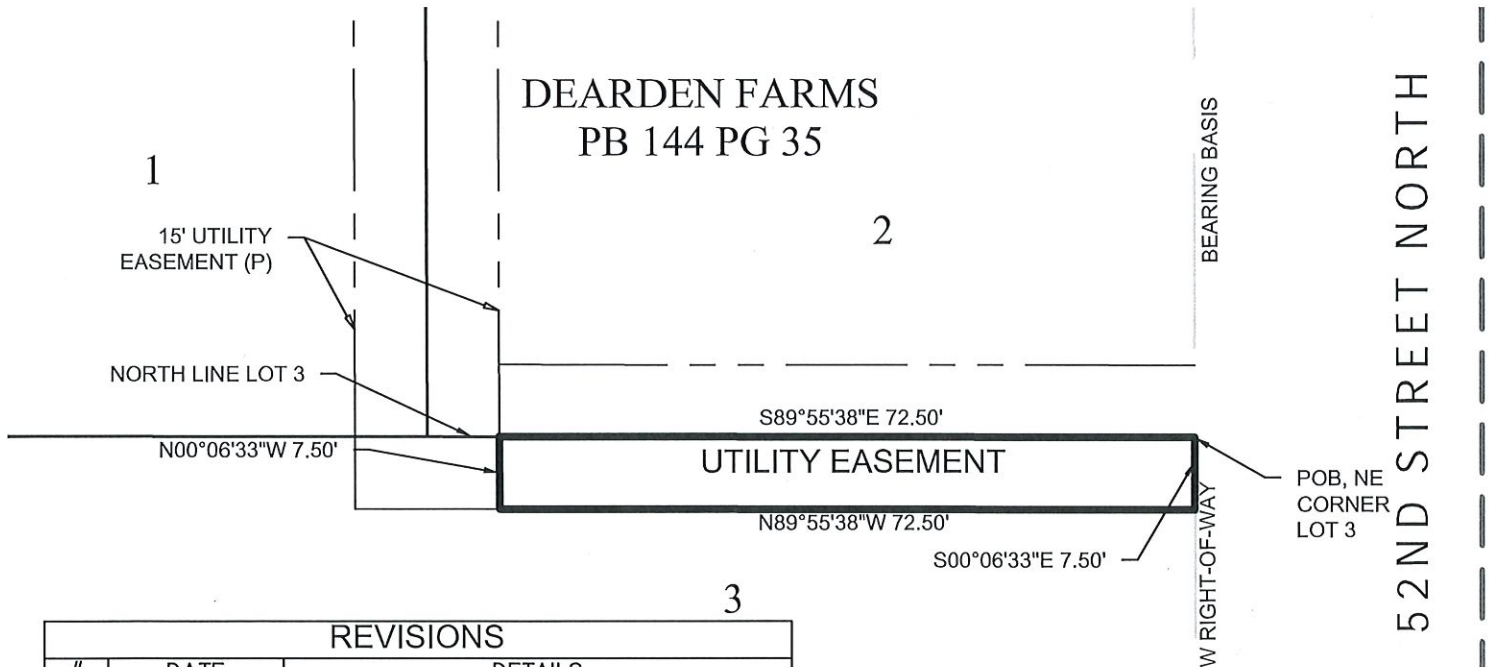 DEARDEN FARMS
PB 144 PG 35
1
2
BEARING BASIS
15' UTILITY
EASEMENT (P)
NORTH LINE LOT 3
S89°55'38"E 72.50'
N00°06'33"W 7.50'
UTILITY EASEMENT
POB, NE
CORNER
LOT 3
N89°55'38"W 72.50'
S00°06'33"E 7.50'
W RIGHT-OF-WAY
52ND STREET NORTH
3
REVISIONS
# DATE DETAILS